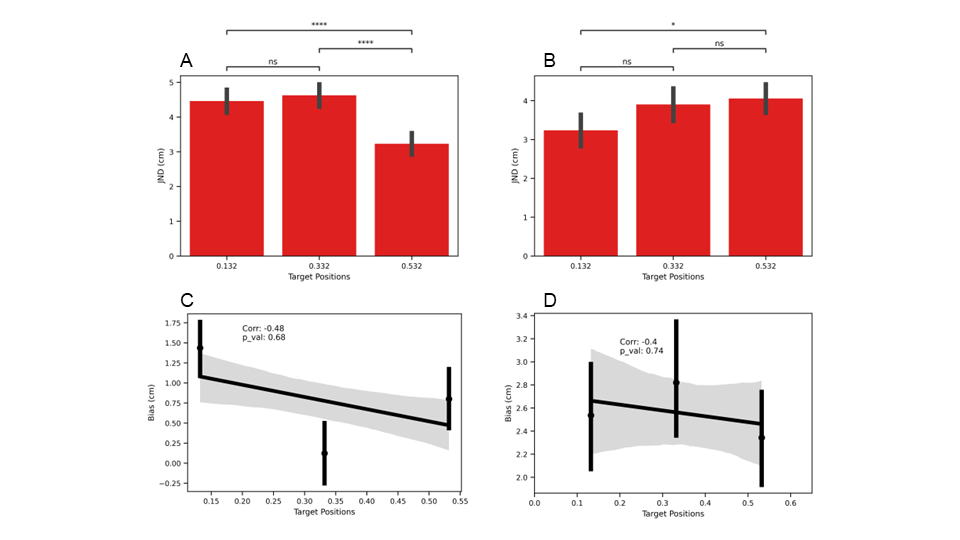 ****
****
ns
A
5
4
3
2
1
0
JND (cm)
0.132
0.332
0.532
Target Positions
*
ns
ns
B
4
3
2
1
0
JND (cm)
0.132
0.332
0.532
Target Positions
C
Corr: -0.48
p_val: 0.68
1.75
1.50
1.25
1.00
0.75
0.50
0.25
0.00
−0.25
Bias (cm)
0.15
0.20
0.25
0.30
0.35
0.40
0.45
0.50
0.55
Target Positions
D
Corr: -0.4
p_val: 0.74
3.4
3.2
3.0
2.8
2.6
2.4
2.2
2.0
Bias (cm)
0.0
0.1
0.2
0.3
0.4
0.5
0.6
Target Positions